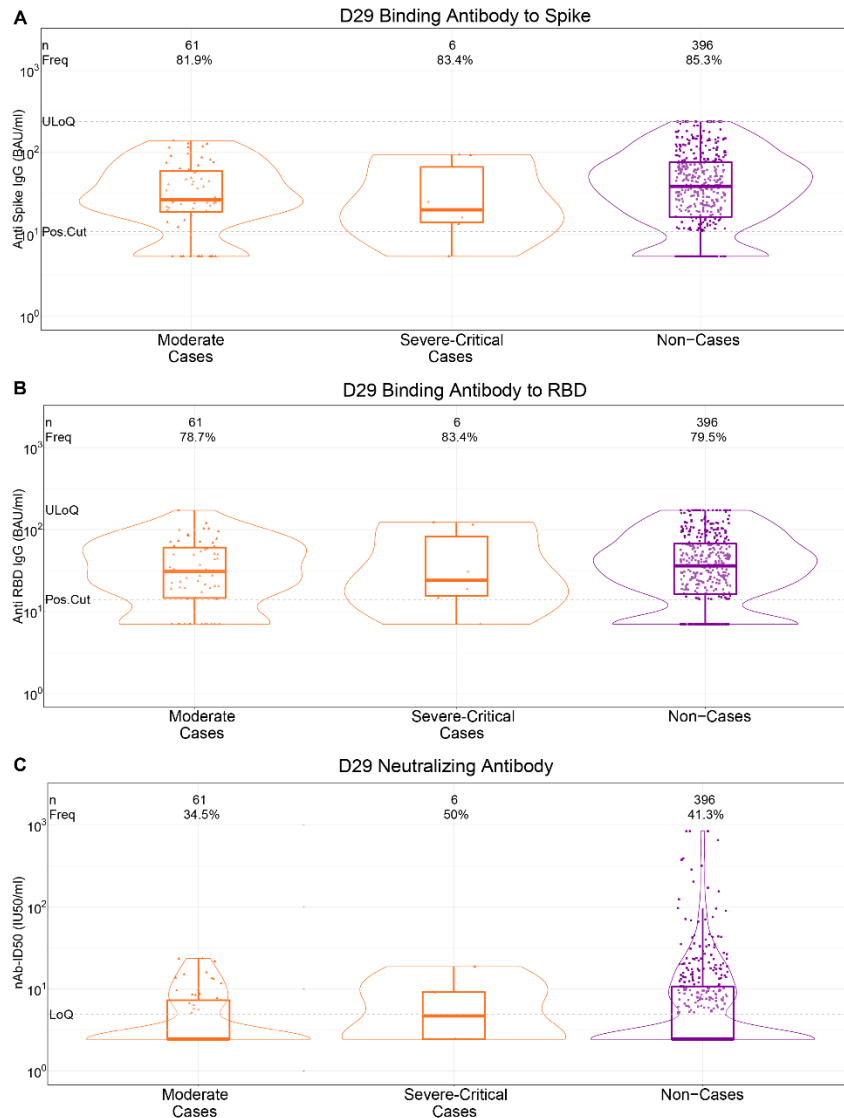 A
D29 Binding Antibody to Spike
n 61 6 396
Freq 81.9% 83.4% 85.3%
10³
ULoQ
10²
Pos.Cut
10¹
10⁰
Anti Spike IgG (BAU/ml)
Moderate Cases
Severe-Critical Cases
Non−Cases
B
D29 Binding Antibody to RBD
n 61 6 396
Freq 78.7% 83.4% 79.5%
10³
ULoQ
10²
Pos.Cut
10¹
10⁰
Anti RBD IgG (BAU/ml)
Moderate Cases
Severe-Critical Cases
Non−Cases
C
D29 Neutralizing Antibody
n 61 6 396
Freq 34.5% 50% 41.3%
10³
10²
10¹
LoQ
10⁰
nAb-ID50 (IU50/ml)
Moderate Cases
Severe-Critical Cases
Non−Cases